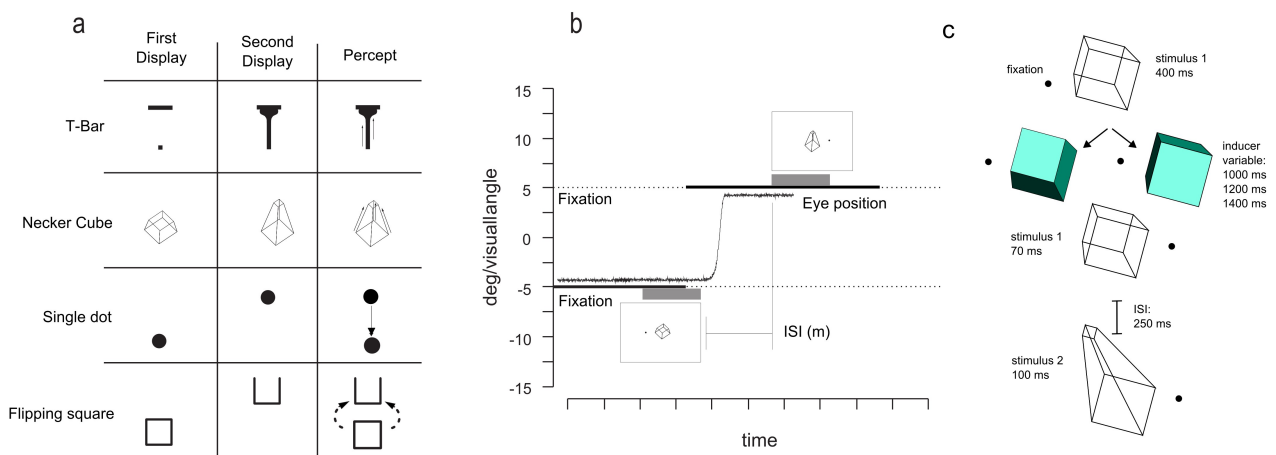 a
First
Display
Second
Display
Percept
T-Bar
Necker Cube
Single dot
Flipping square
b
deg/visuallangle
15
10
5
0
-5
-10
-15
Fixation
Eye position
Fixation
ISI (m)
time
c
fixation
stimulus 1
400 ms
inducer
variable:
1000 ms
1200 ms
1400 ms
stimulus 1
70 ms
ISI:
250 ms
stimulus 2
100 ms